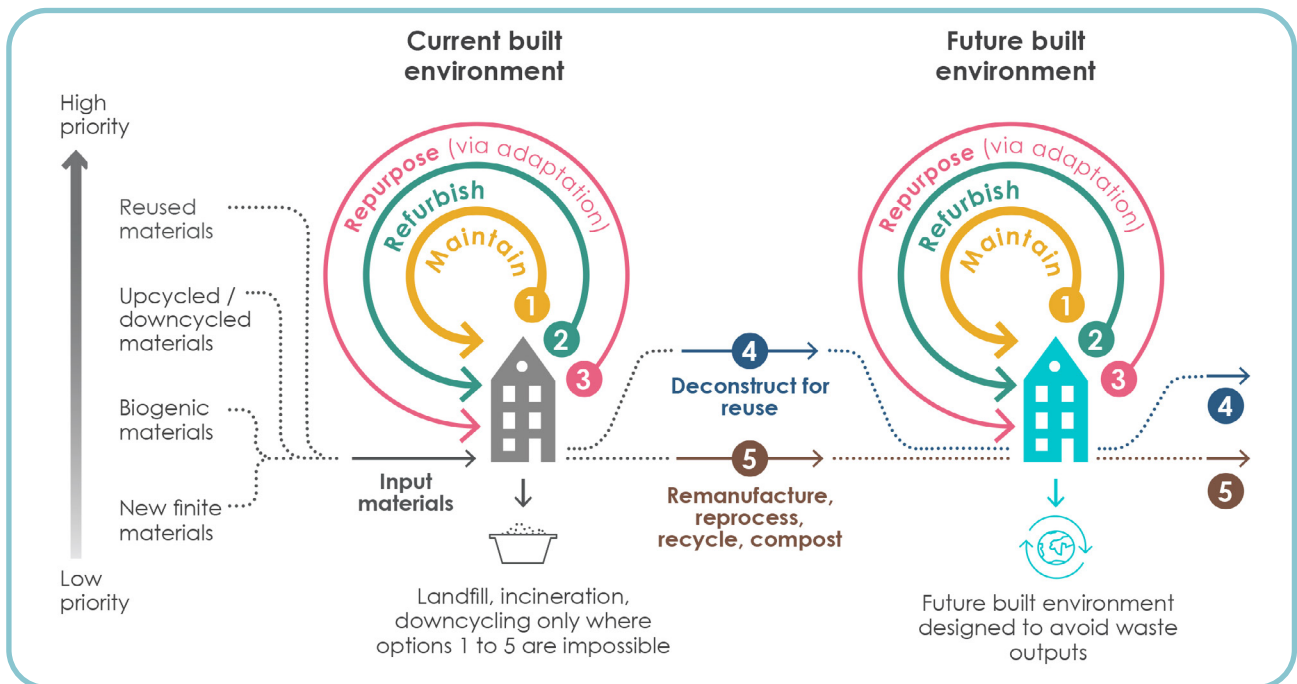 Current built
environment
Future built
environment
High
priority
Reused
materials
Upcycled /
downcycled
materials
Biogenic
materials
New finite
materials
Low
priority
Input
materials
Repurpose (via adaptation)
Refurbish
Maintain
1
2
3
Landfill, incineration,
downcycling only where
options 1 to 5 are impossible
4
Deconstruct for
reuse
5
Remanufacture,
reprocess,
recycle, compost
Repurpose (via adaptation)
Refurbish
Maintain
1
2
3
4
5
Future built environment
designed to avoid waste
outputs